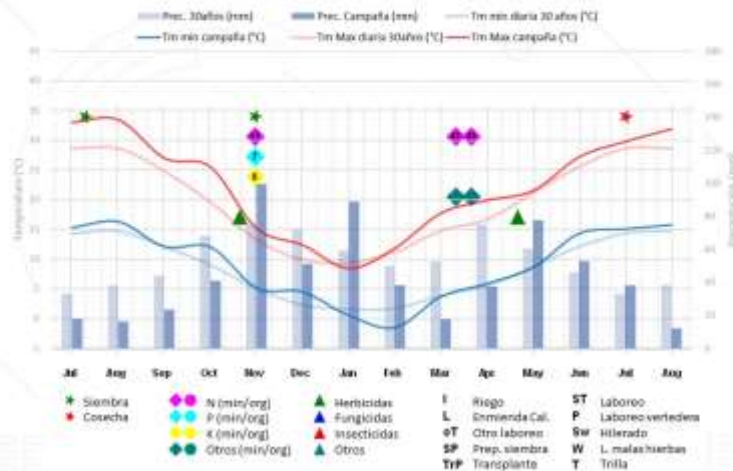 Prec. 30años (mm) Prec. Campaña (mm) Tm min diaria 30 años (°C)
Tm min campaña (°C) Tm Max diaria 30años (°C) Tm Max campaña (°C)
Temperatura (°C)
Jul Aug Sep Oct Nov Dec Jan Feb Mar Apr May Jun Jul Aug
Siembra N (min/org) Herbicidas I Riego ST Laboreo
Cosecha P (min/org) Fungicidas L Enmienda Cal. P Laboreo vertedera
K (min/org) Insecticidas oT Otro laboreo Sw Hilerado
Otros (min/org) Otros SP Prep. siembra W L. malas hierbas
TrP Transplante T Trilla